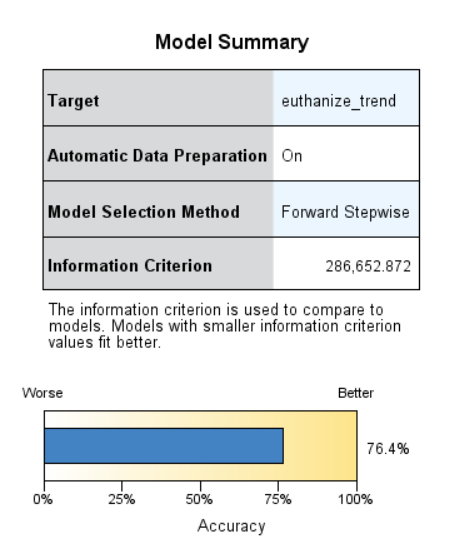 Model Summary
Target euthanize_trend
Automatic Data Preparation On
Model Selection Method Forward Stepwise
Information Criterion 286,652.872
The information criterion is used to compare to
models. Models with smaller information criterion
values fit better.
Worse Better
76.4%
0% 25% 50% 75% 100%
Accuracy